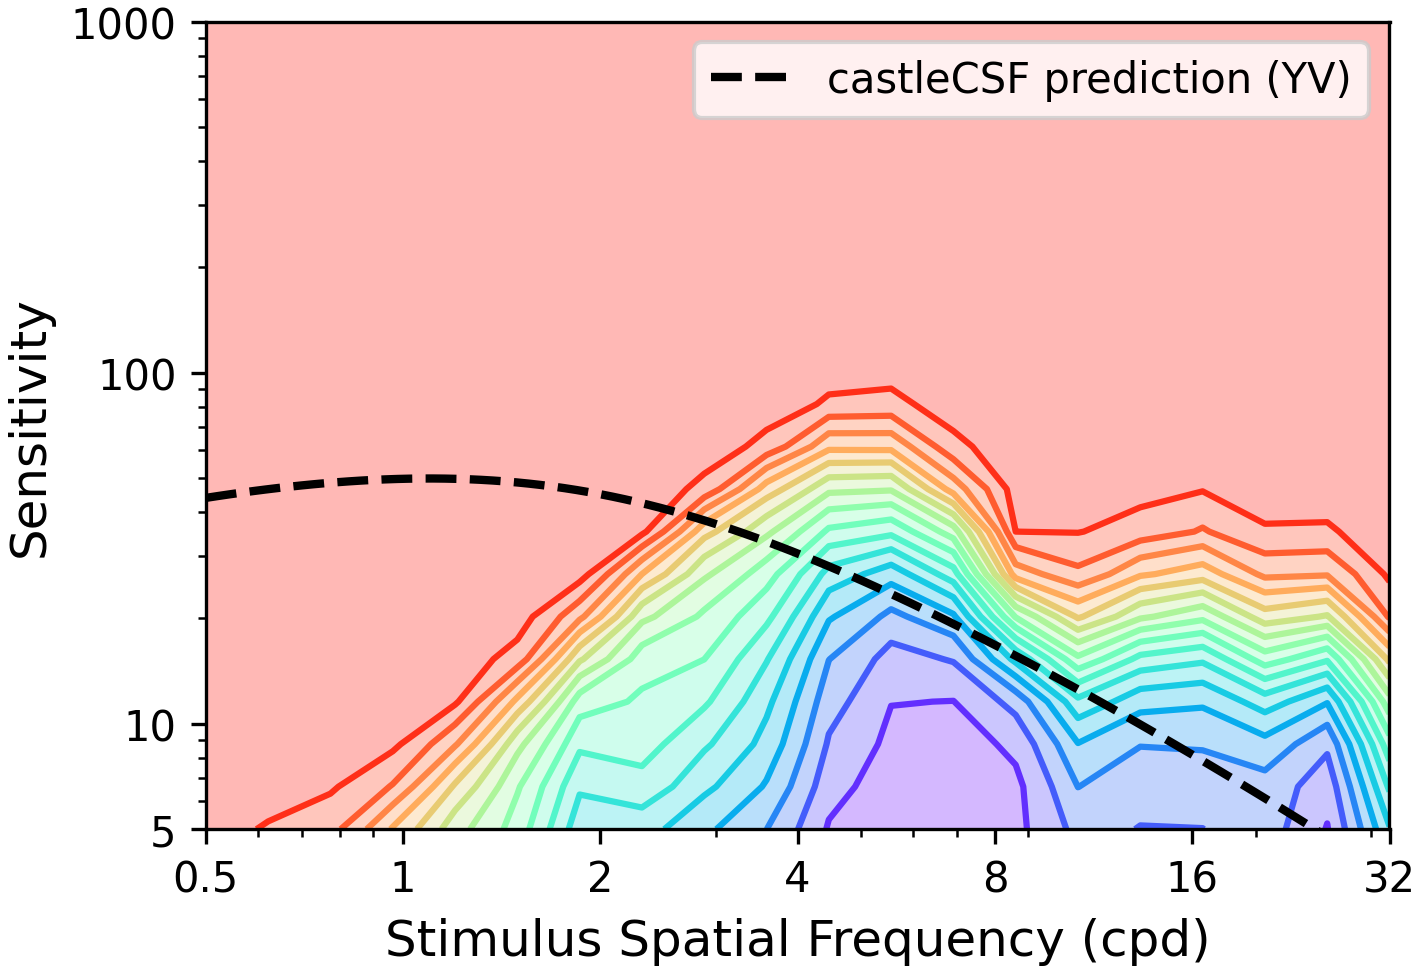 1000
castleCSF prediction (YV)
100
Sensitivity
10
5
0.5 1 2 4 8 16 32
Stimulus Spatial Frequency (cpd)